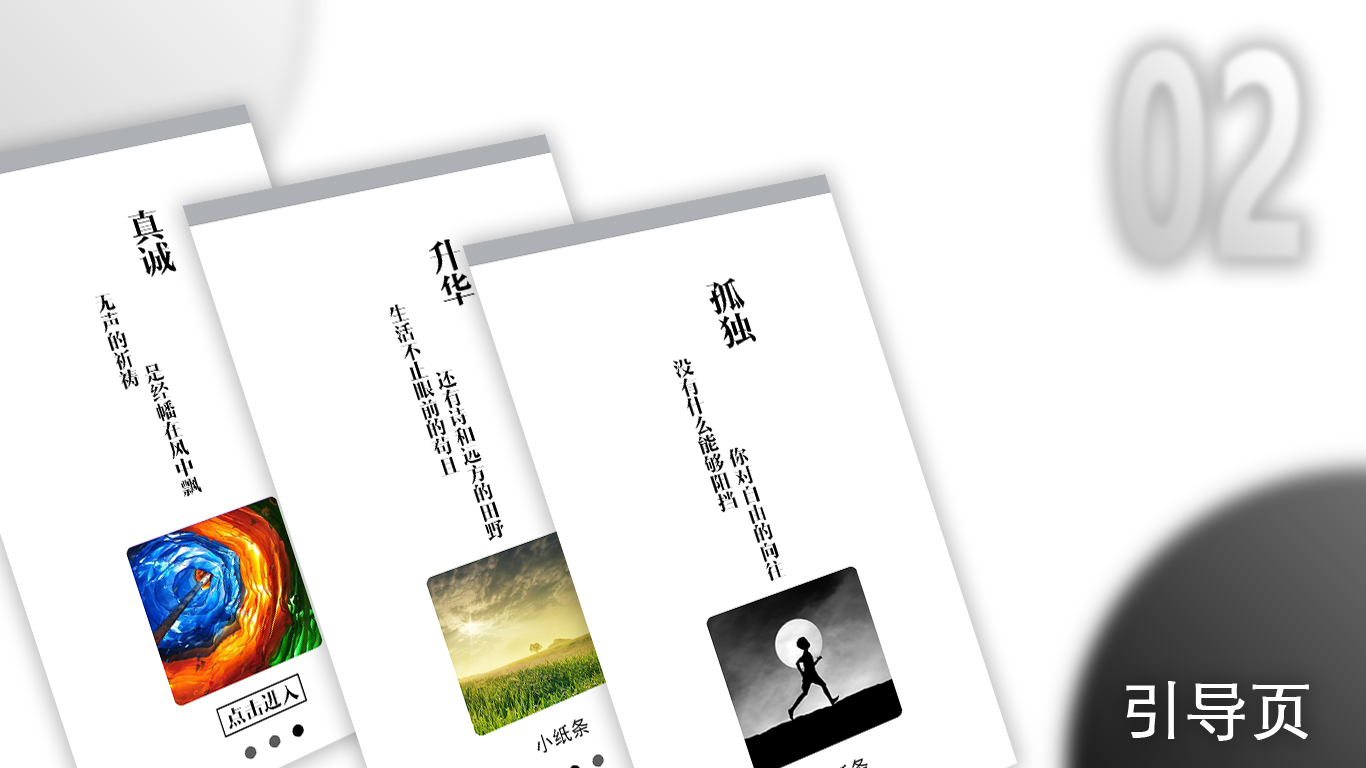 02
真诚
无声的祈祷
是经幡在风中飘
点击进入
升华
生活不止眼前的苟且
还有诗和远方的田野
小纸条
孤独
没有什么能够阻挡
你对自由的向往
纸条
引导页